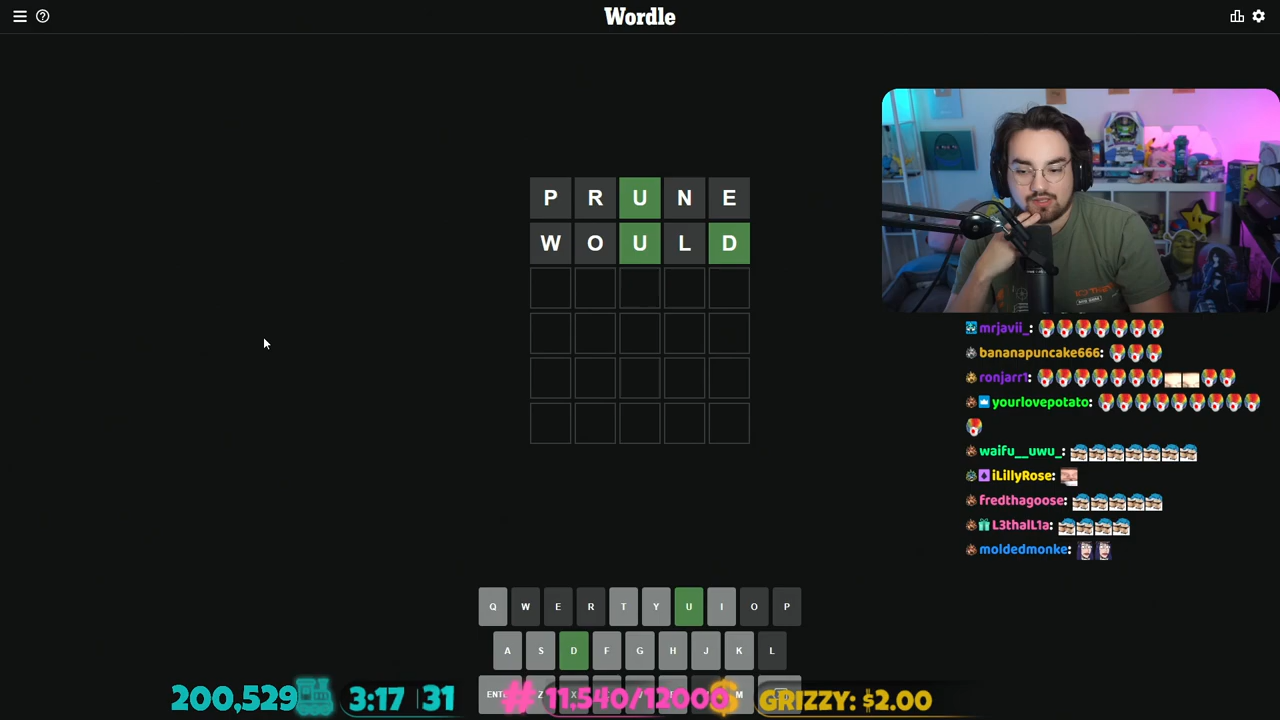 Wordle
P R U N E
W O U L D
mrjavii_:
bananapuncake666:
ronjarr1:
yourlovepotato:
waifu__uwu_:
iLillyRose:
fredthagoose:
L3thalL1a:
moldedmonke:
Q W E R T Y U I O P
A S D F G H J K L
200,529 3:17 31 # 11,540/12000 GRIZZY: $2.00